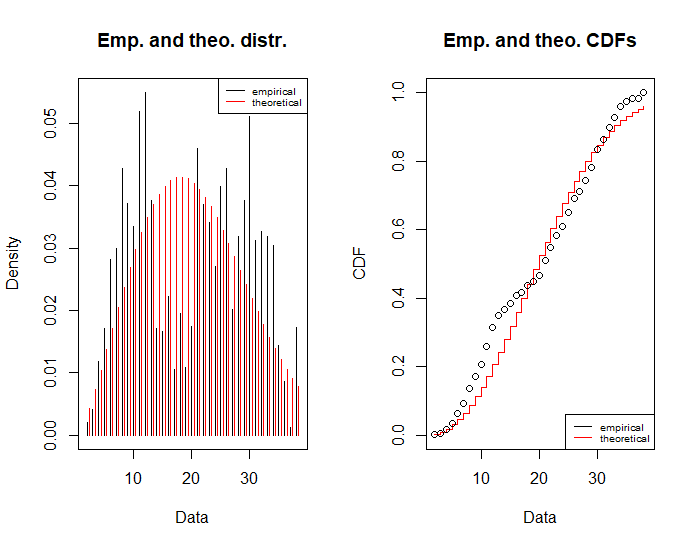 Emp. and theo. distr.
empirical
theoretical
Density
0.00
0.01
0.02
0.03
0.04
0.05
10 20 30
Data
Emp. and theo. CDFs
CDF
0.0
0.2
0.4
0.6
0.8
1.0
empirical
theoretical
10 20 30
Data